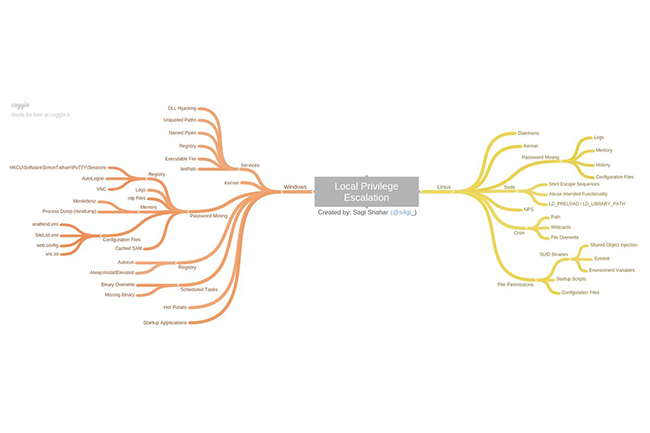 coggle
made for free at coggle.it
Local Privilege
Escalation
Created by: Sagi Shahar (@s4gi_)
Windows
Services
DLL Hijacking
Unquoted Paths
Named Pipes
Registry
Executable File
binPath
Kernel
Password Mining
Registry
HKCU\Software\SimonTatham\PuTTY\Sessions
AutoLogon
VNC
Logs
.rdp Files
Memory
Mimikittenz
Process Dump (minidump)
Configuration Files
unattend.xml
SiteList.xml
web.config
vnc.ini
Cached SAM
Registry
Autorun
AlwaysInstallElevated
Scheduled Tasks
Binary Overwrite
Missing Binary
Hot Potato
Startup Applications
Linux
Daemons
Kernel
Password Mining
Logs
Memory
History
Configuration Files
Sudo
Shell Escape Sequences
Abuse Intended Functionality
LD_PRELOAD / LD_LIBRARY_PATH
NFS
Cron
Path
Wildcards
File Overwrite
File Permissions
SUID Binaries
Shared Object Injection
Symlink
Environment Variables
Startup Scripts
Configuration Files